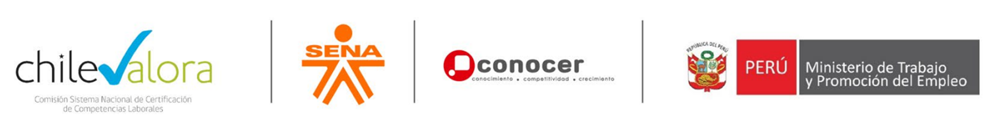 chilevalora
Comisión Sistema Nacional de Certificación
de Competencias Laborales
SENA
conocer
conocimiento . competitividad . crecimiento
REPÚBLICA DEL PERÚ
PERÚ
Ministerio de Trabajo
y Promoción del Empleo